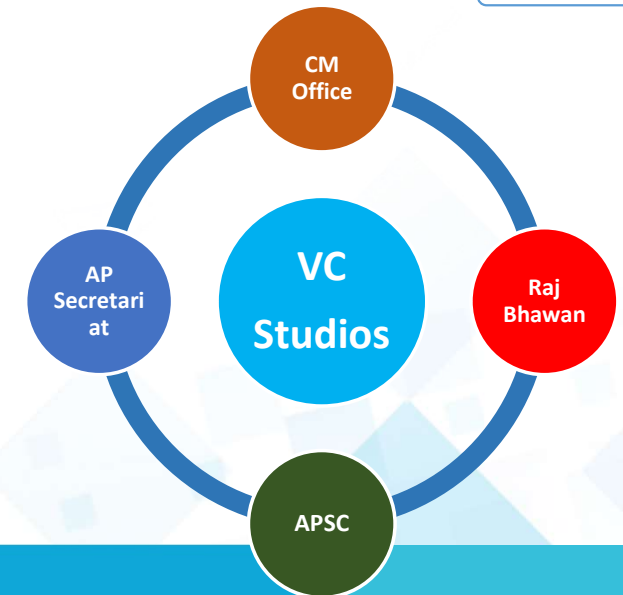 CM
Office
VC
Studios
AP
Secretari
at
Raj
Bhawan
APSC